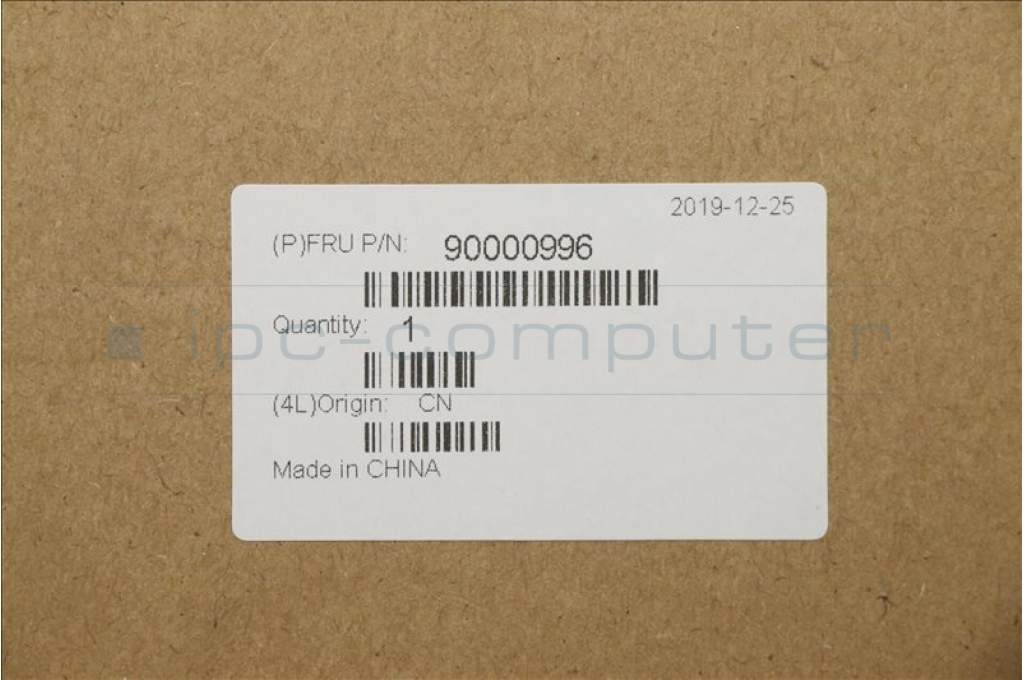 2019-12-25
(P)FRU P/N: 90000996
Quantity: 1
ipc-computer
(4L)Origin: CN
Made in CHINA